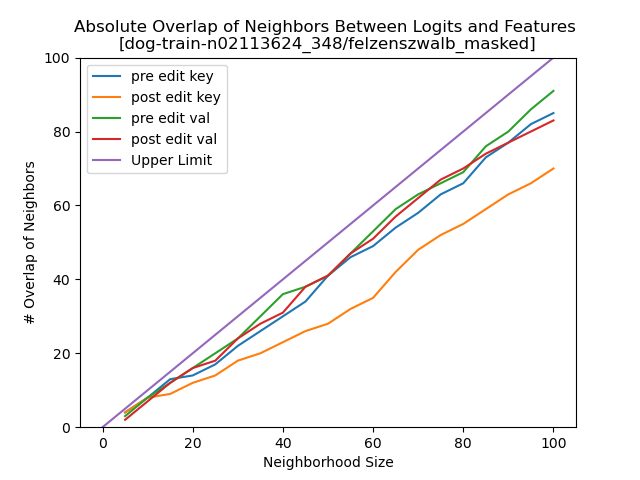 Absolute Overlap of Neighbors Between Logits and Features
[dog-train-n02113624_348/felzenszwalb_masked]
pre edit key
post edit key
pre edit val
post edit val
Upper Limit
# Overlap of Neighbors
100
80
60
40
20
0
0 20 40 60 80 100
Neighborhood Size